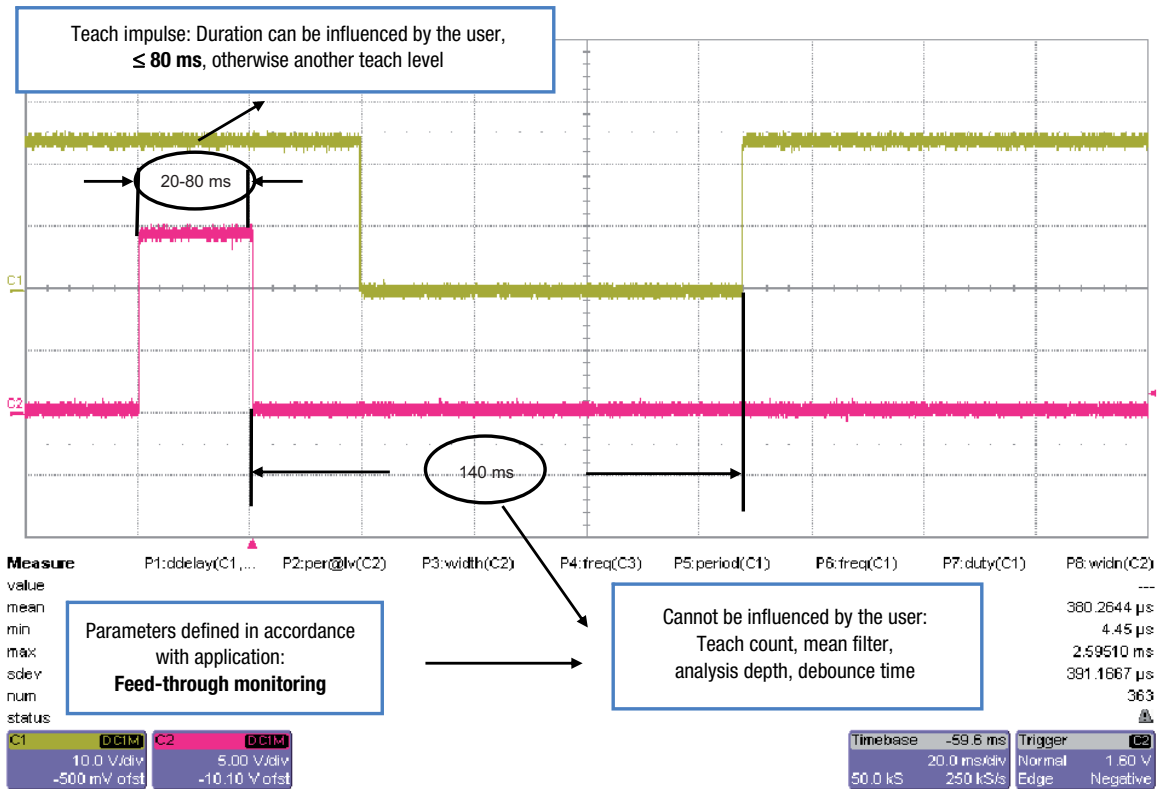 Teach impulse: Duration can be influenced by the user,
≤ 80 ms, otherwise another teach level
20-80 ms
C1
C2
140 ms
Measure P1:ddelay(C1,... P2:per@lv(C2) P3:width(C2) P4:freq(C3) P5:period(C1) P6:freq(C1) P7:duty(C1) P8:widn(C2)
value ---
mean 380.2644 µs
min 4.45 µs
max 2.59510 ms
sdev 391.1667 µs
num 363
status
Parameters defined in accordance
with application:
Feed-through monitoring
Cannot be influenced by the user:
Teach count, mean filter,
analysis depth, debounce time
C1 DC1M
10.0 V/div
-500 mV ofst
C2 DC1M
5.00 V/div
-10.10 V ofst
Timebase -59.6 ms
20.0 ms/div
50.0 kS 250 kS/s
Trigger C2
Normal 1.60 V
Edge Negative